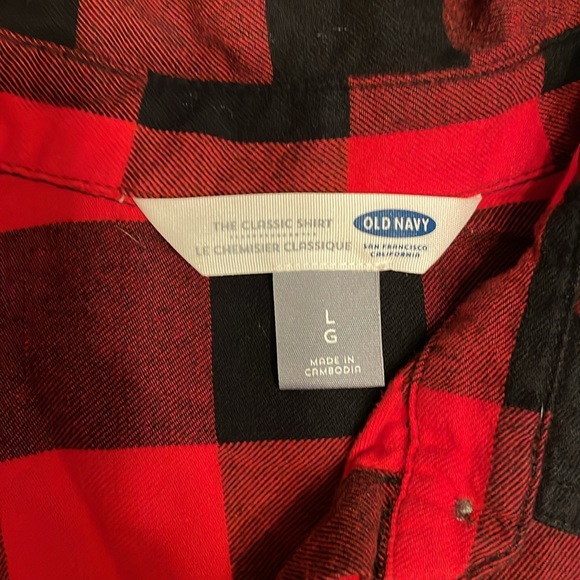 THE CLASSIC SHIRT
LE CHEMISIER CLASSIQUE
OLD NAVY
SAN FRANCISCO
CALIFORNIA
L
G
MADE IN
CAMBODIA